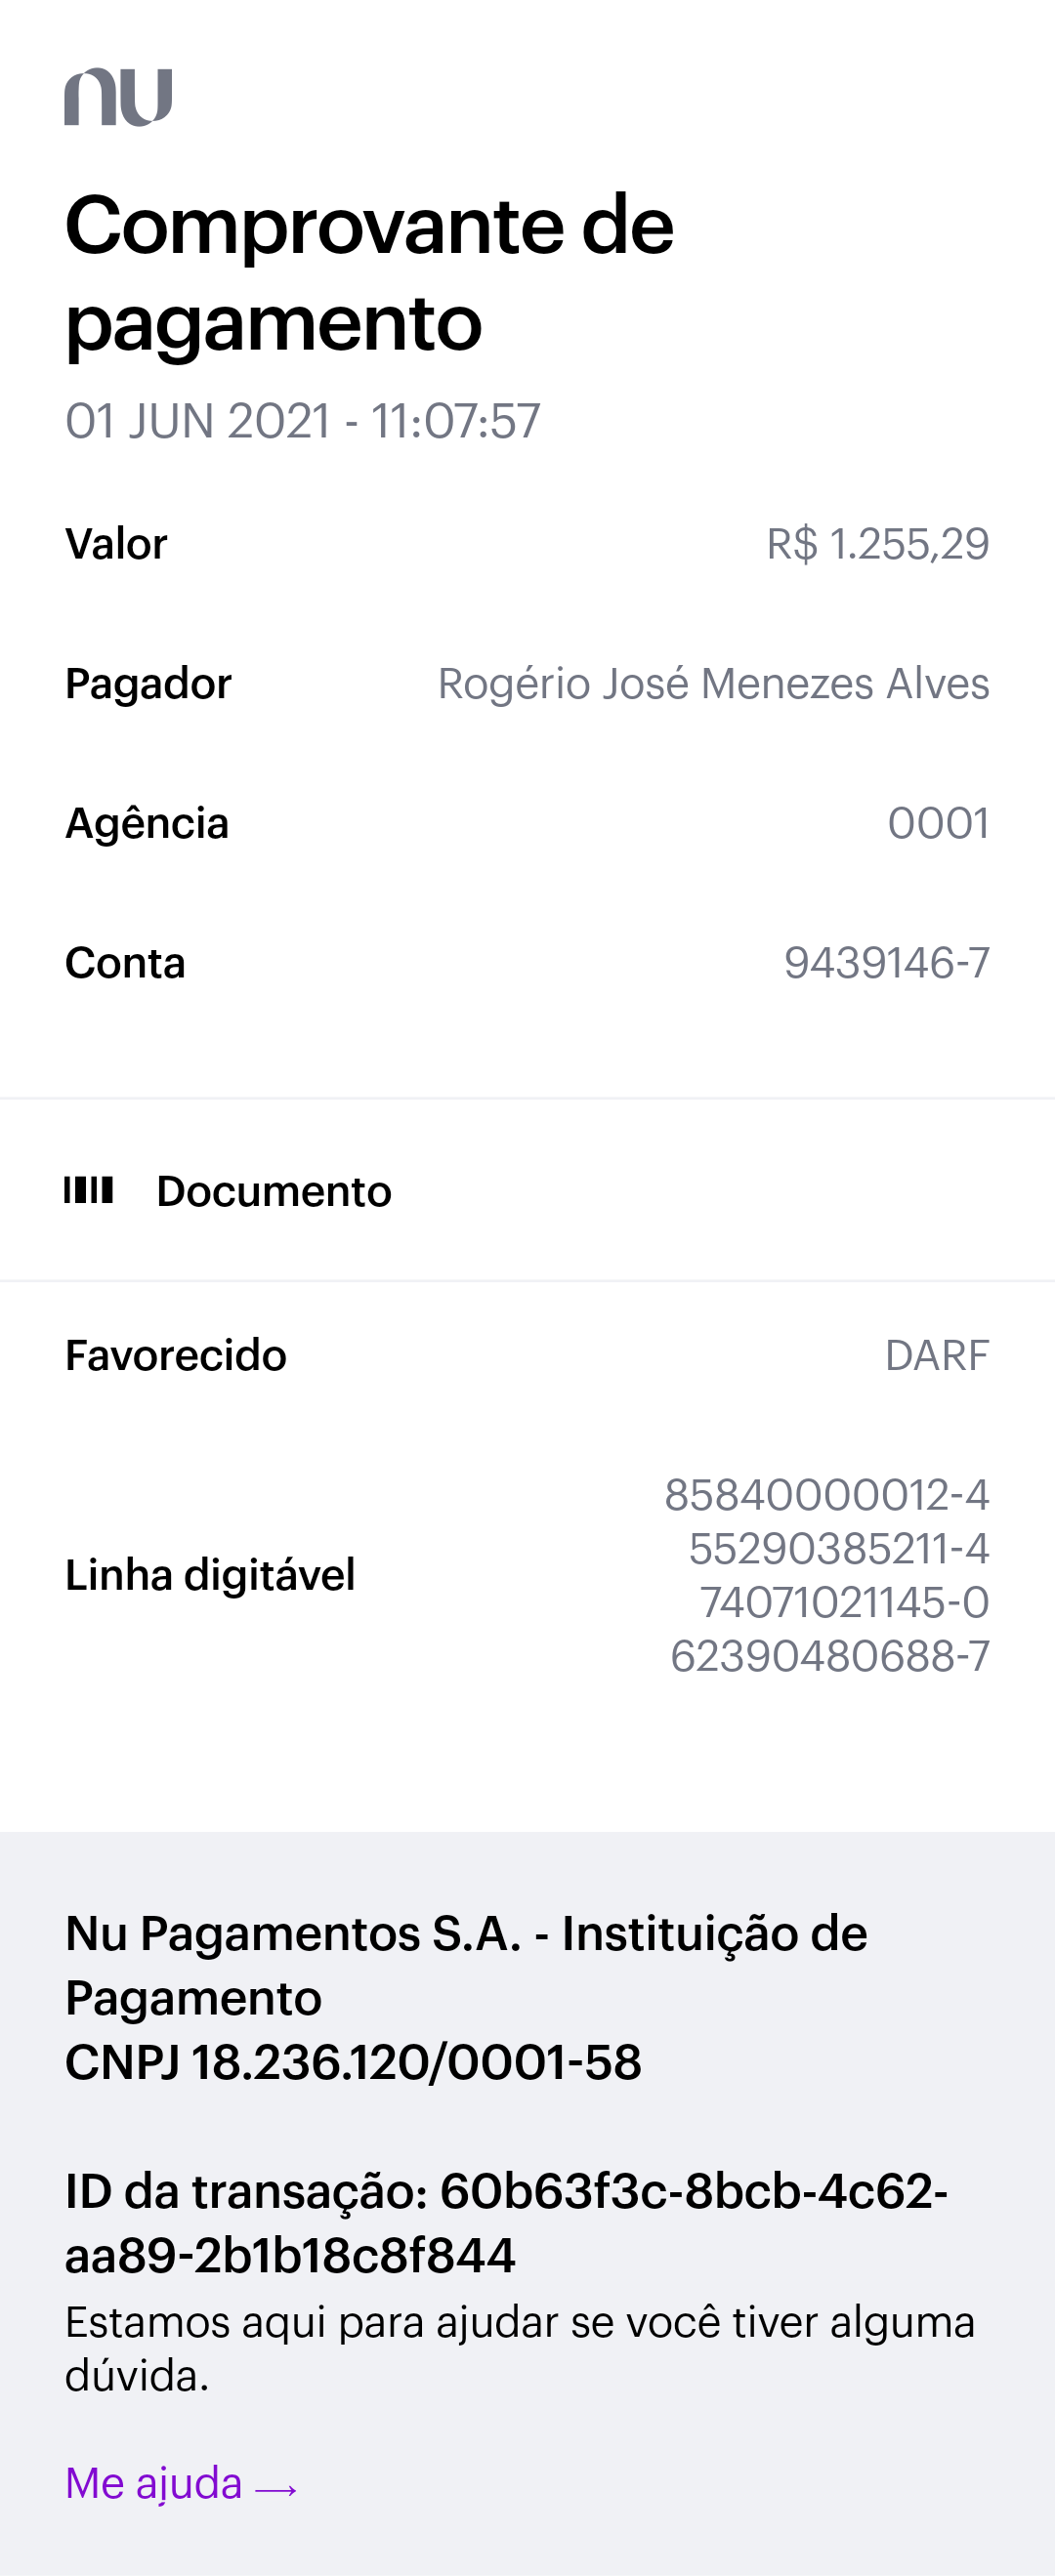 nu
Comprovante de
pagamento
01 JUN 2021 - 11:07:57
Valor R$ 1.255,29
Pagador Rogério José Menezes Alves
Agência 0001
Conta 9439146-7
Documento
Favorecido DARF
Linha digitável
85840000012-4
55290385211-4
74071021145-0
62390480688-7
Nu Pagamentos S.A. - Instituição de
Pagamento
CNPJ 18.236.120/0001-58
ID da transação: 60b63f3c-8bcb-4c62-
aa89-2b1b18c8f844
Estamos aqui para ajudar se você tiver alguma
dúvida.
Me ajuda →